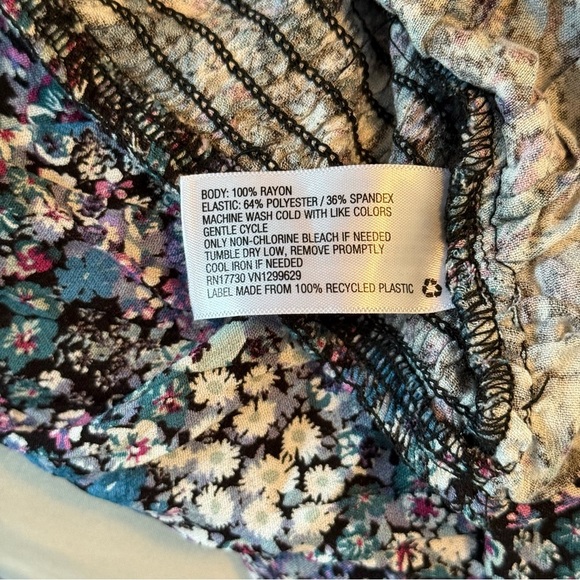 BODY: 100% RAYON
ELASTIC: 64% POLYESTER / 36% SPANDEX
MACHINE WASH COLD WITH LIKE COLORS
GENTLE CYCLE
ONLY NON-CHLORINE BLEACH IF NEEDED
TUMBLE DRY LOW, REMOVE PROMPTLY
COOL IRON IF NEEDED
RN17730 VN1299629
LABEL MADE FROM 100% RECYCLED PLASTIC